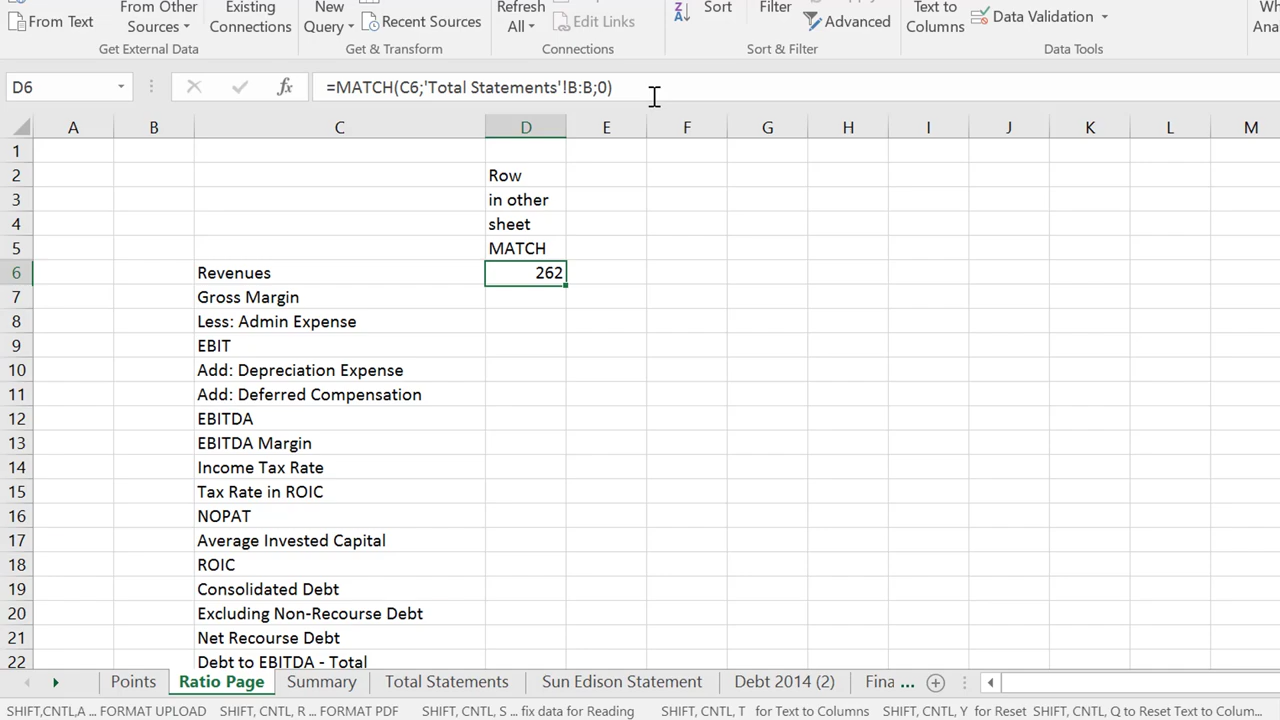 From Other Existing New Refresh Sort Filter Text to
From Text Sources Connections Query Recent Sources All Edit Links Advanced Columns Data Validation
Get External Data Get & Transform Connections Sort & Filter Data Tools
D6 fx =MATCH(C6;'Total Statements'!B:B;0)
A B C D E F G H I J K L M
1
2 Row
3 in other
4 sheet
5 MATCH
6 Revenues 262
7 Gross Margin
8 Less: Admin Expense
9 EBIT
10 Add: Depreciation Expense
11 Add: Deferred Compensation
12 EBITDA
13 EBITDA Margin
14 Income Tax Rate
15 Tax Rate in ROIC
16 NOPAT
17 Average Invested Capital
18 ROIC
19 Consolidated Debt
20 Excluding Non-Recourse Debt
21 Net Recourse Debt
22 Debt to EBITDA - Total
Points Ratio Page Summary Total Statements Sun Edison Statement Debt 2014 (2) Fina ...
SHIFT,CNTL,A ... FORMAT UPLOAD SHIFT, CNTL, R ... FORMAT PDF SHIFT, CNTL, S ... fix data for Reading SHIFT, CNTL, T for Text to Columns SHIFT, CNTL, Y for Reset SHIFT, CNTL, Q to Reset Text to Colum...